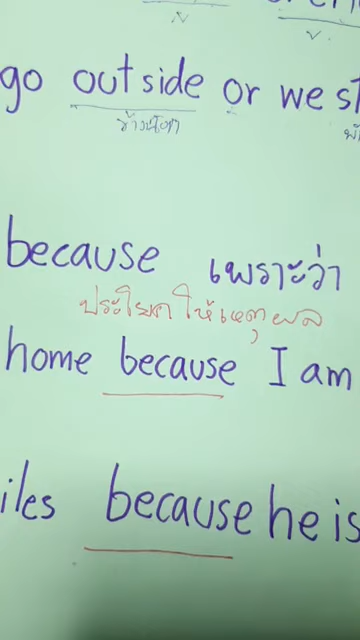 v.
go outside or we st
ข้างนอก
because เพราะว่า
ประโยคให้เหตุผล
home because I am
iles because he is